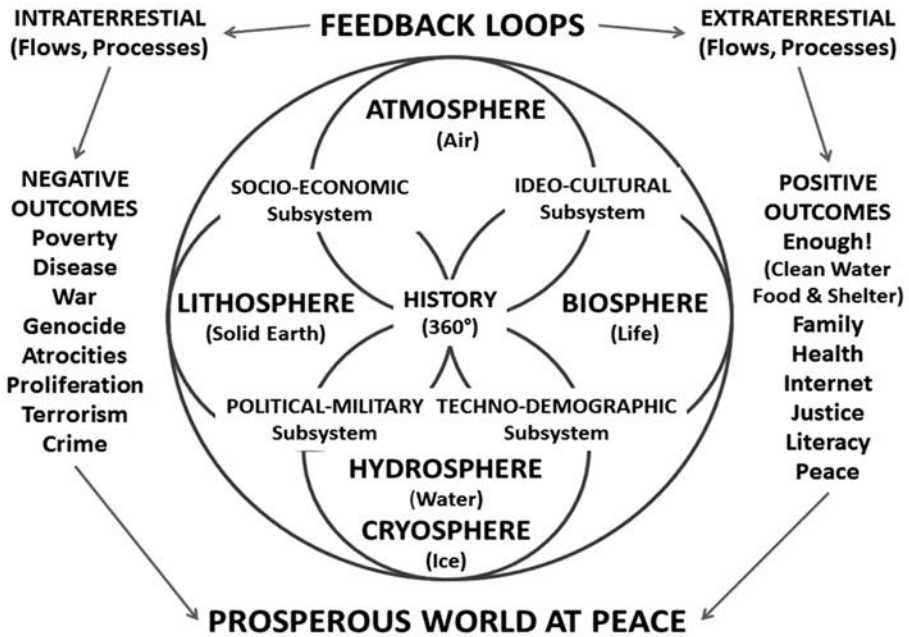 INTRATERRESTIAL
(Flows, Processes)
FEEDBACK LOOPS
EXTRATERRESTIAL
(Flows, Processes)
NEGATIVE
OUTCOMES
Poverty
Disease
War
Genocide
Atrocities
Proliferation
Terrorism
Crime
ATMOSPHERE
(Air)
SOCIO-ECONOMIC
Subsystem
IDEO-CULTURAL
Subsystem
LITHOSPHERE
(Solid Earth)
HISTORY
(360°)
BIOSPHERE
(Life)
POLITICAL-MILITARY
Subsystem
TECHNO-DEMOGRAPHIC
Subsystem
HYDROSPHERE
(Water)
CRYOSPHERE
(Ice)
POSITIVE
OUTCOMES
Enough!
(Clean Water
Food & Shelter)
Family
Health
Internet
Justice
Literacy
Peace
PROSPEROUS WORLD AT PEACE